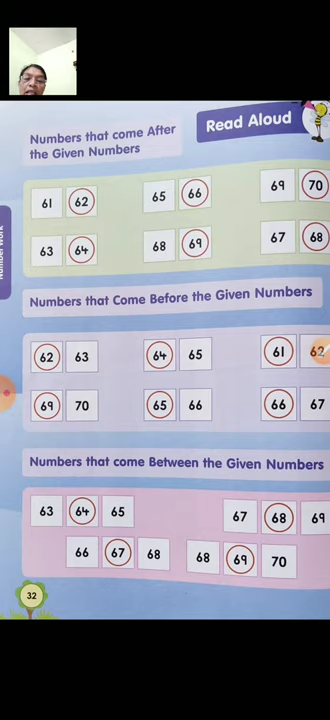 Read Aloud
Numbers that come After
the Given Numbers
61 62 65 66 69 70
63 64 68 69 67 68
Number Work
Numbers that Come Before the Given Numbers
62 63 64 65 61 62
69 70 65 66 66 67
Numbers that come Between the Given Numbers
63 64 65 67 68 69
66 67 68 68 69 70
32